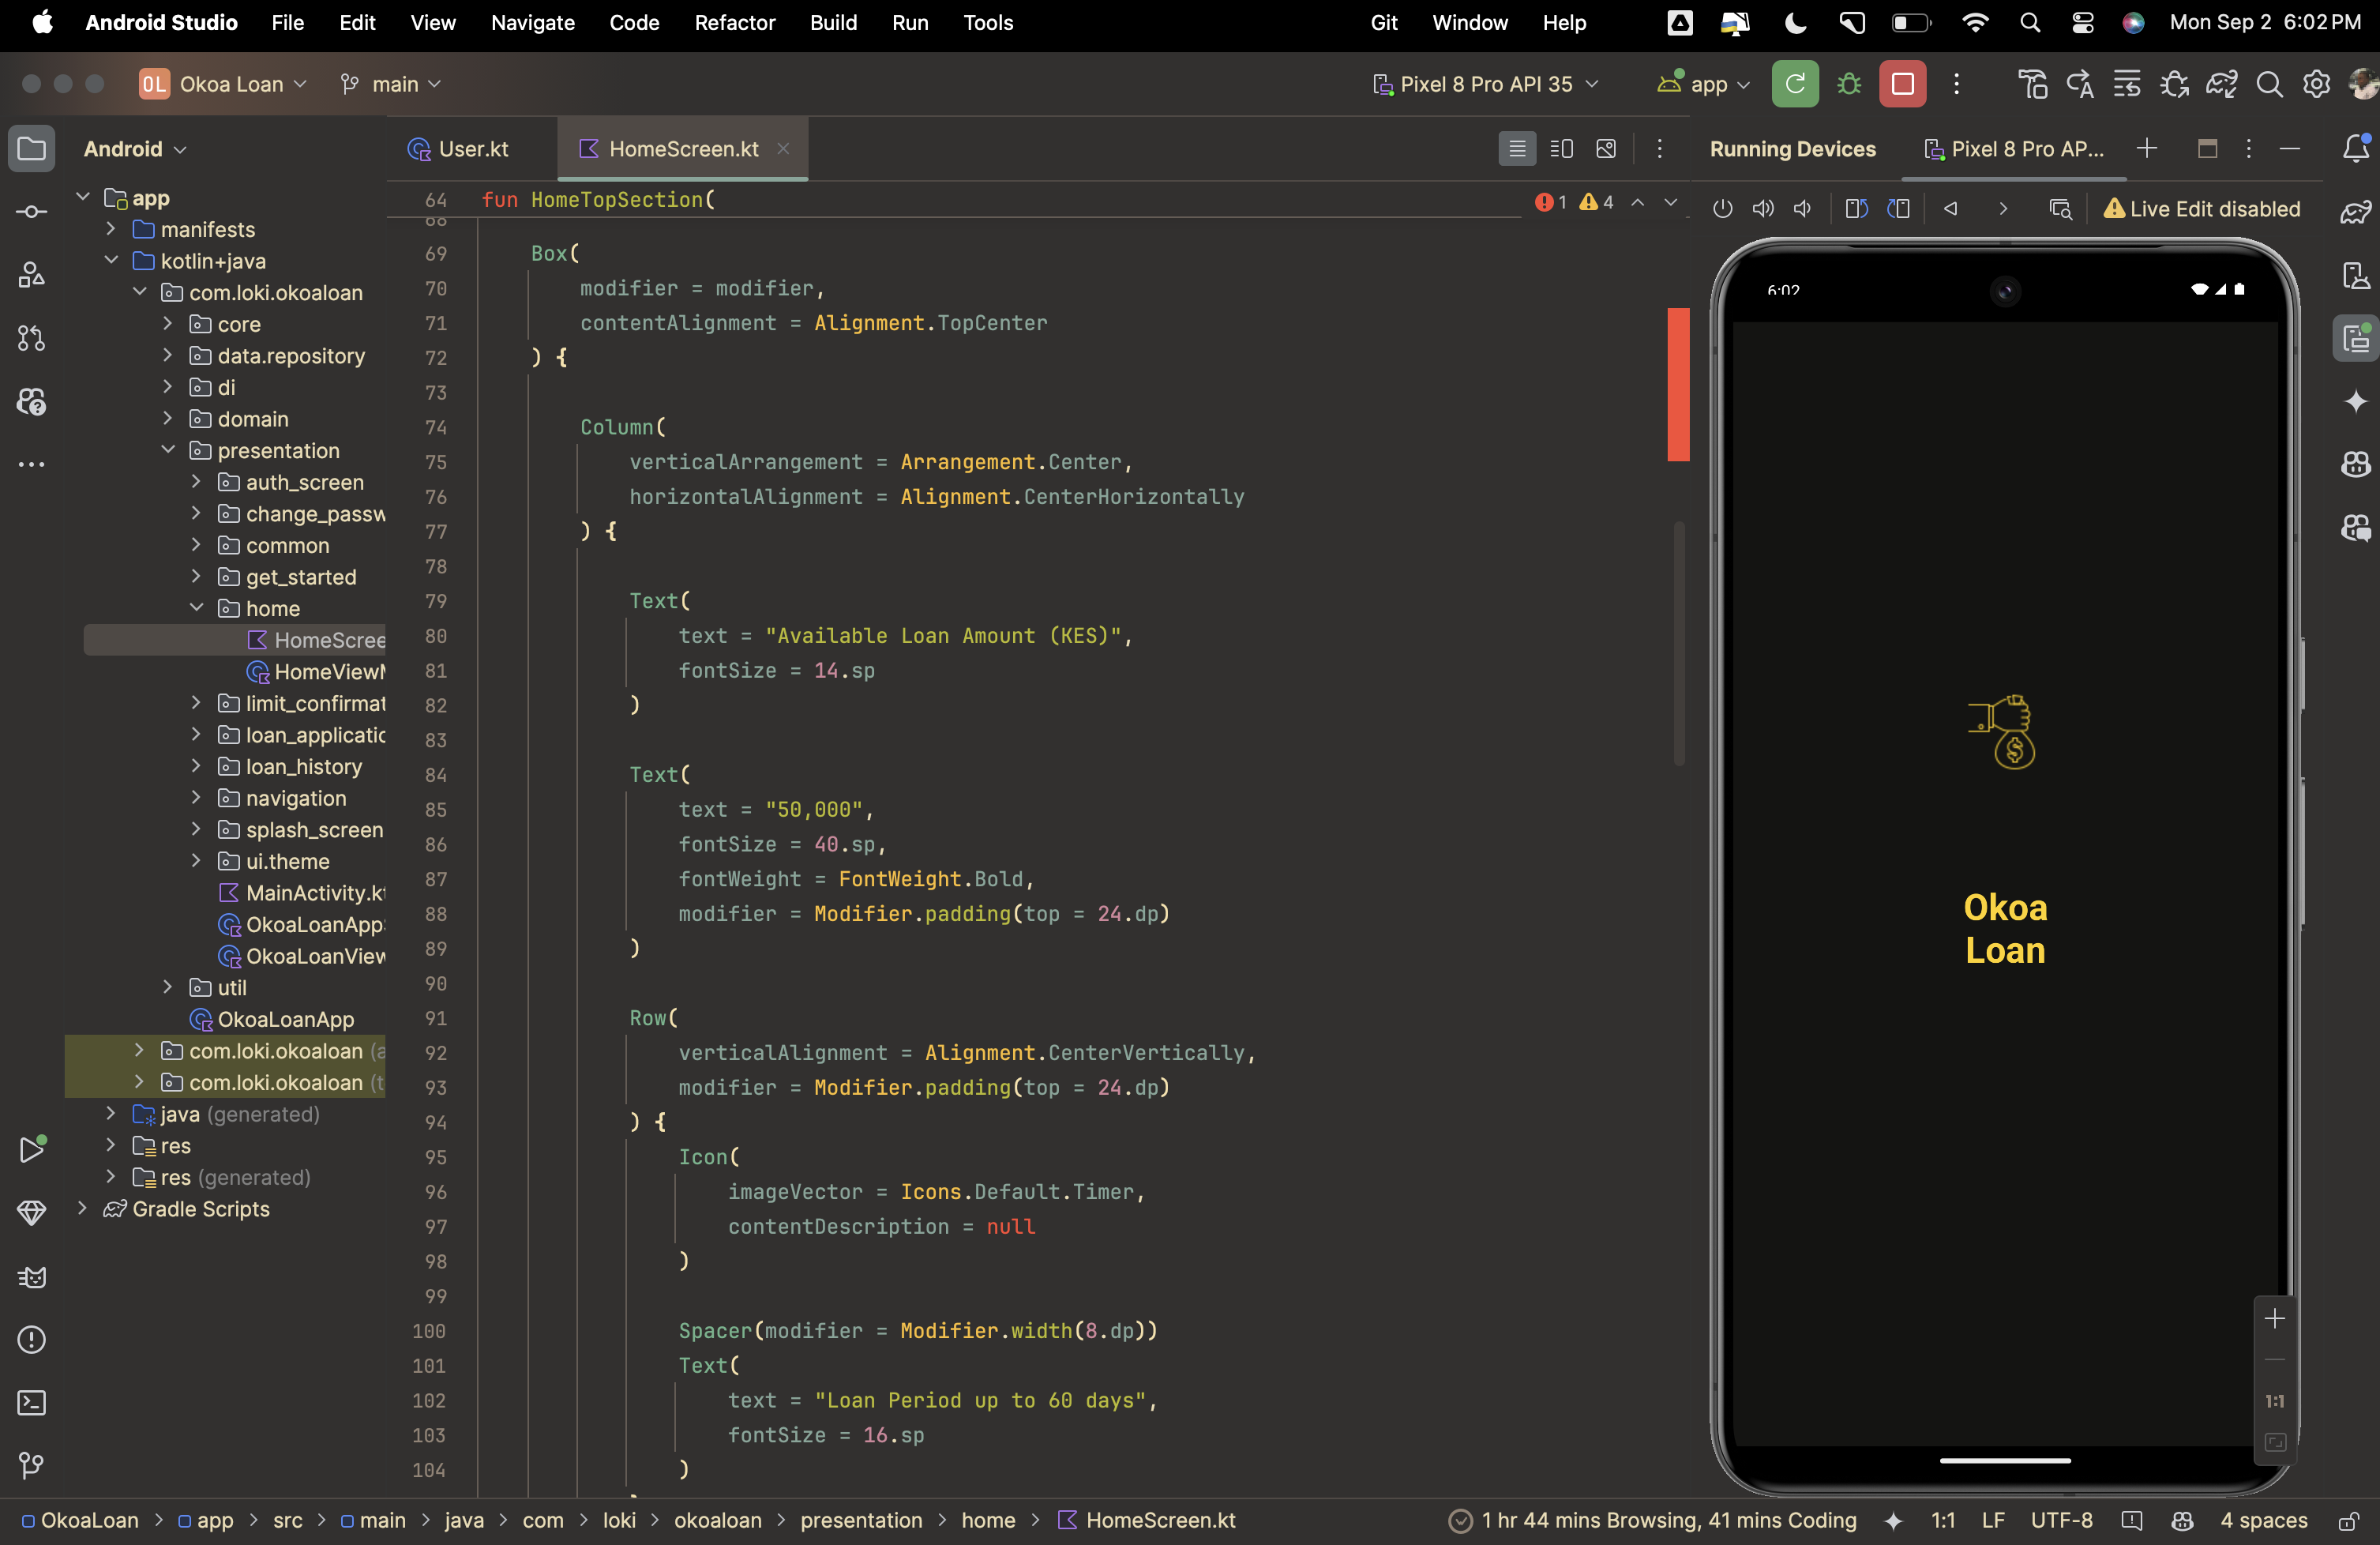 Android Studio File Edit View Navigate Code Refactor Build Run Tools Git Window Help Mon Sep 2 6:02 PM
OL Okoa Loan main Pixel 8 Pro API 35 app
Android
app
manifests
kotlin+java
com.loki.okoaloan
core
data.repository
di
domain
presentation
auth_screen
change_passw
common
get_started
home
HomeScree
HomeViewM
limit_confirmat
loan_applicatic
loan_history
navigation
splash_screen
ui.theme
MainActivity.kt
OkoaLoanApp
OkoaLoanView
util
OkoaLoanApp
com.loki.okoaloan (a
com.loki.okoaloan (t
java (generated)
res
res (generated)
Gradle Scripts
User.kt HomeScreen.kt
64 fun HomeTopSection( 1 4
68
69 Box(
70 modifier = modifier,
71 contentAlignment = Alignment.TopCenter
72 ) {
73
74 Column(
75 verticalArrangement = Arrangement.Center,
76 horizontalAlignment = Alignment.CenterHorizontally
77 ) {
78
79 Text(
80 text = "Available Loan Amount (KES)",
81 fontSize = 14.sp
82 )
83
84 Text(
85 text = "50,000",
86 fontSize = 40.sp,
87 fontWeight = FontWeight.Bold,
88 modifier = Modifier.padding(top = 24.dp)
89 )
90
91 Row(
92 verticalAlignment = Alignment.CenterVertically,
93 modifier = Modifier.padding(top = 24.dp)
94 ) {
95 Icon(
96 imageVector = Icons.Default.Timer,
97 contentDescription = null
98 )
99
100 Spacer(modifier = Modifier.width(8.dp))
101 Text(
102 text = "Loan Period up to 60 days",
103 fontSize = 16.sp
104 )
Running Devices Pixel 8 Pro AP...
Live Edit disabled
6:02
Okoa
Loan
1:1
OkoaLoan > app > src > main > java > com > loki > okoaloan > presentation > home > HomeScreen.kt 1 hr 44 mins Browsing, 41 mins Coding 1:1 LF UTF-8 4 spaces